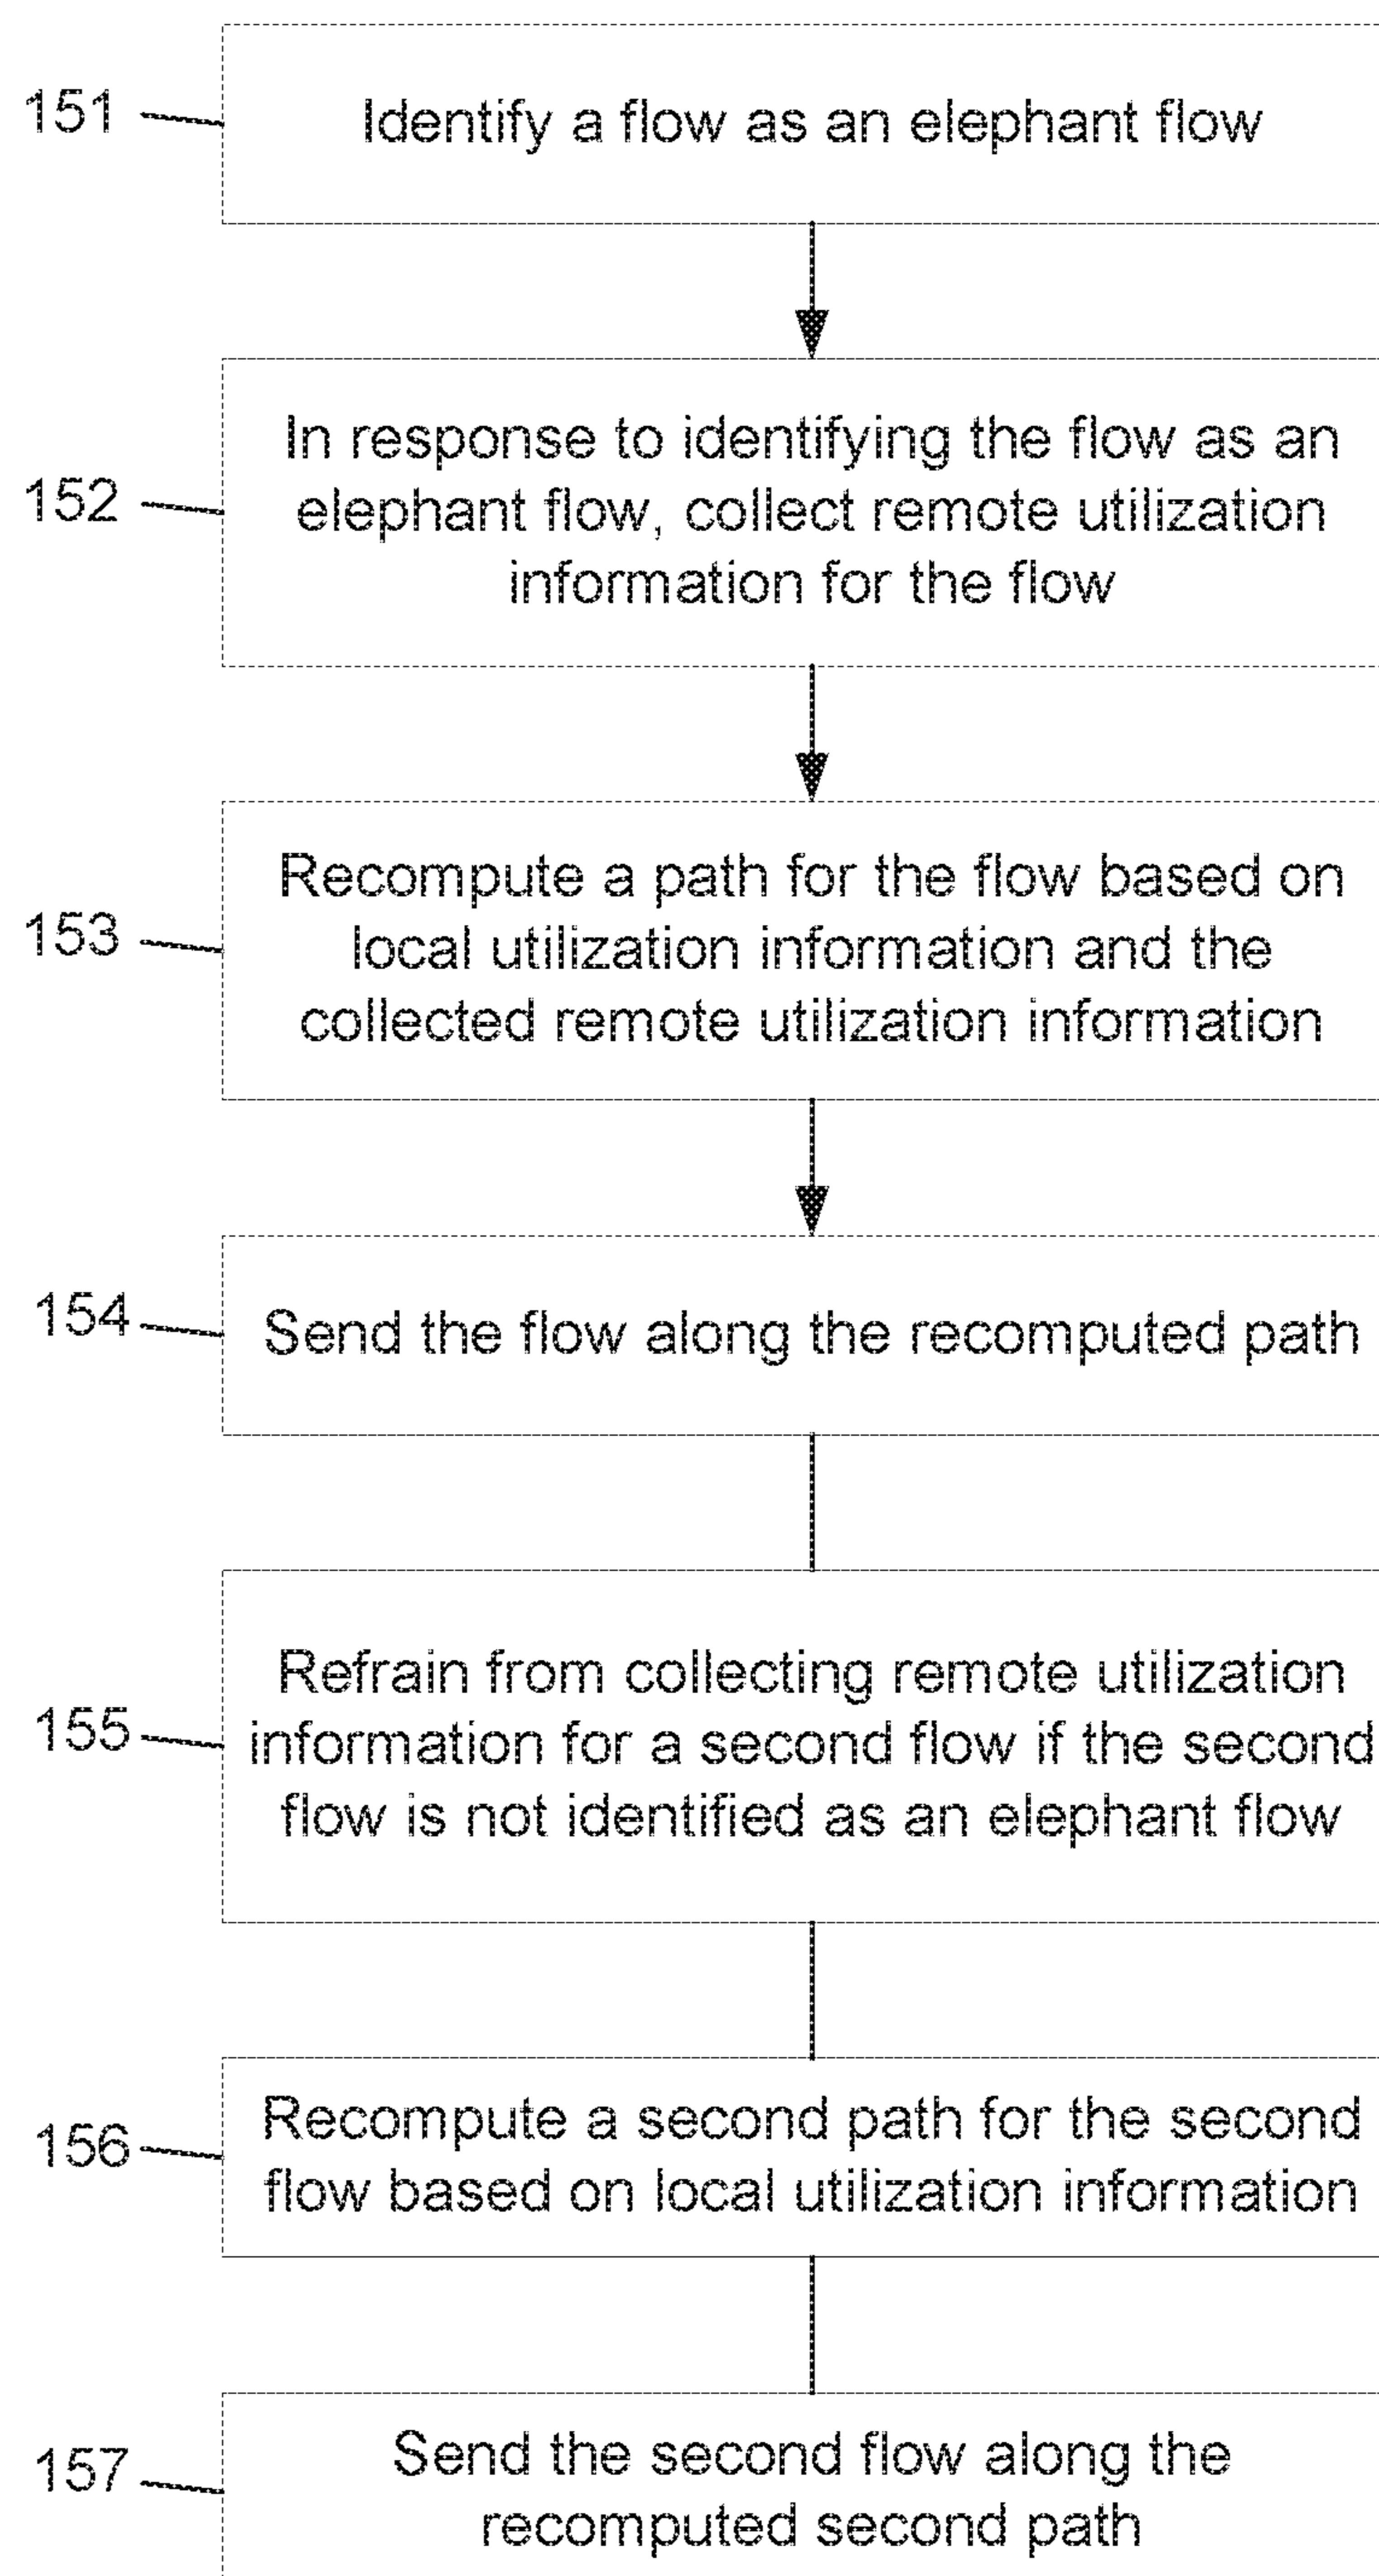 151
Identify a flow as an elephant flow
152
In response to identifying the flow as an
elephant flow, collect remote utilization
information for the flow
153
Recompute a path for the flow based on
local utilization information and the
collected remote utilization information
154
Send the flow along the recomputed path
155
Refrain from collecting remote utilization
information for a second flow if the second
flow is not identified as an elephant flow
156
Recompute a second path for the second
flow based on local utilization information
157
Send the second flow along the
recomputed second path